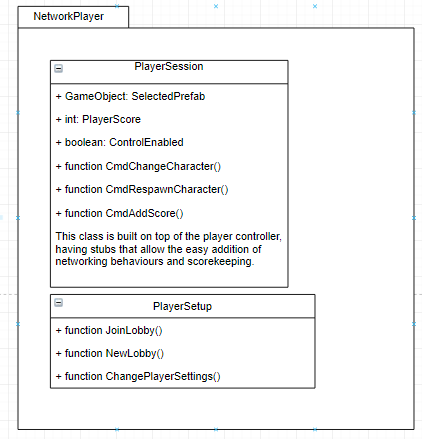 NetworkPlayer
PlayerSession
+ GameObject: SelectedPrefab
+ int: PlayerScore
+ boolean: ControlEnabled
+ function CmdChangeCharacter()
+ function CmdRespawnCharacter()
+ function CmdAddScore()
This class is built on top of the player controller,
having stubs that allow the easy addition of
networking behaviours and scorekeeping.
PlayerSetup
+ function JoinLobby()
+ function NewLobby()
+ function ChangePlayerSettings()